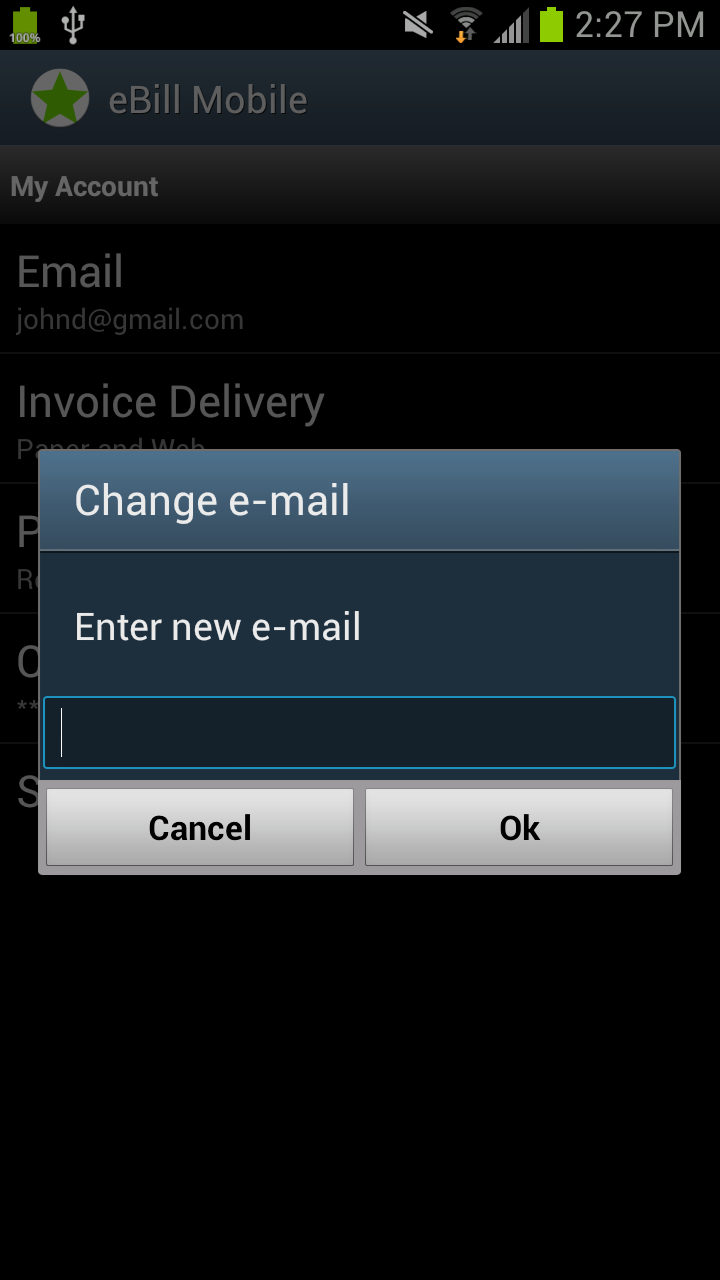 100%
2:27 PM
eBill Mobile
My Account
Email
johnd@gmail.com
Invoice Delivery
Paper and Web
Change e-mail
Enter new e-mail
**
Cancel
Ok